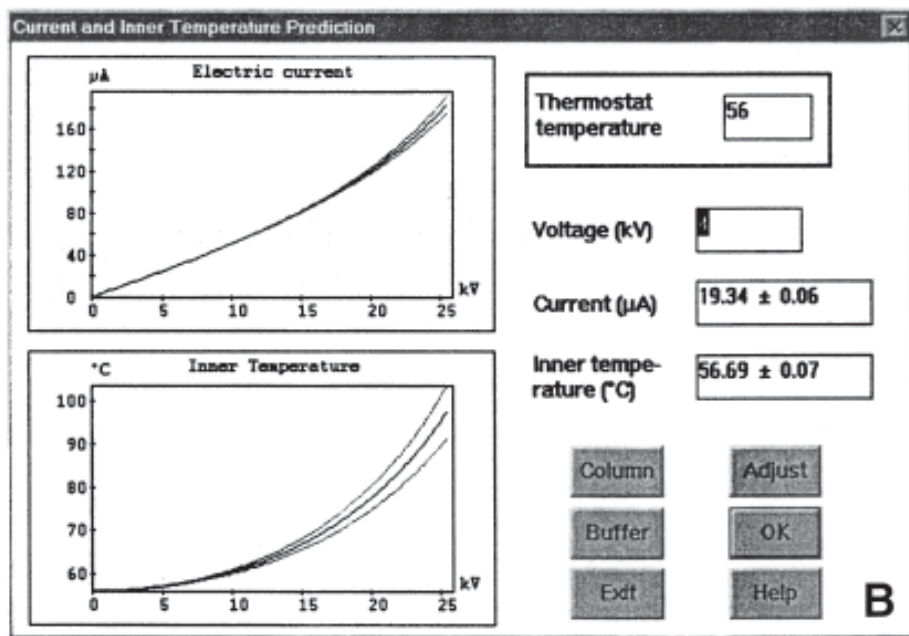 Current and Inner Temperature Prediction
µA
Electric current
160
120
80
40
0
0 5 10 15 20 25
kV
°C
Inner Temperature
100
90
80
70
60
0 5 10 15 20 25
kV
Thermostat
temperature
56
Voltage (kV)
4
Current (µA)
19.34 ± 0.06
Inner tempe-
rature (°C)
56.69 ± 0.07
Column
Adjust
Buffer
OK
Exit
Help
B